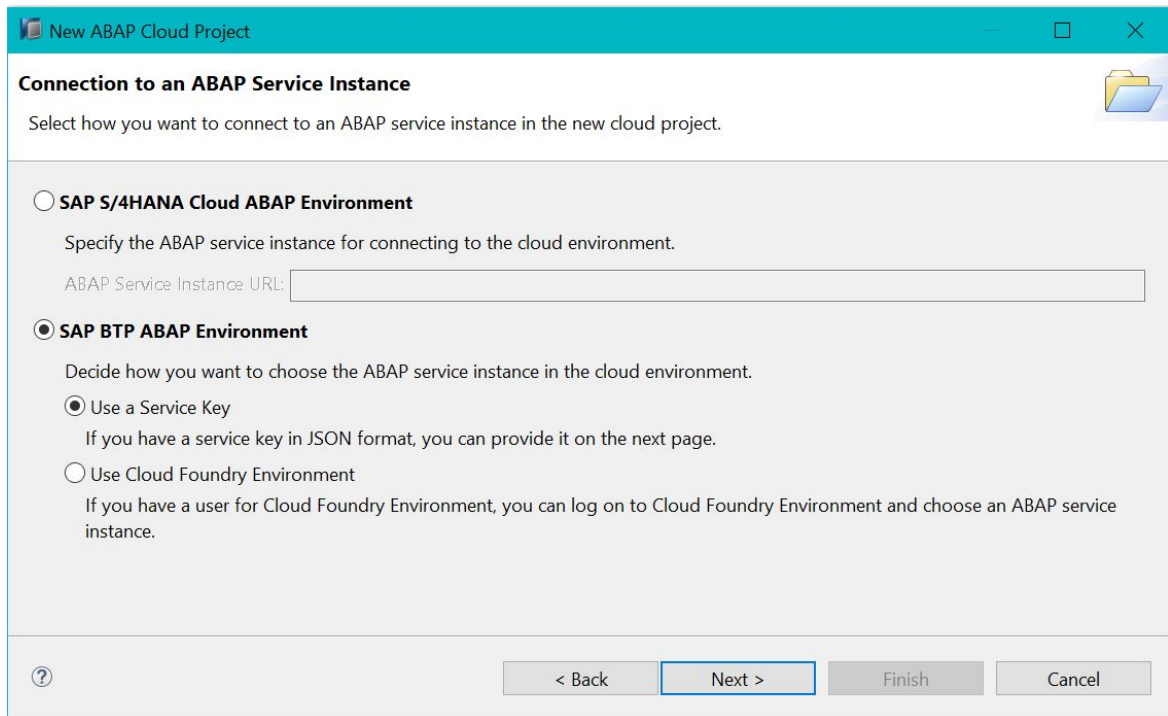 New ABAP Cloud Project
Connection to an ABAP Service Instance
Select how you want to connect to an ABAP service instance in the new cloud project.
SAP S/4HANA Cloud ABAP Environment
Specify the ABAP service instance for connecting to the cloud environment.
ABAP Service Instance URL:
SAP BTP ABAP Environment
Decide how you want to choose the ABAP service instance in the cloud environment.
Use a Service Key
If you have a service key in JSON format, you can provide it on the next page.
Use Cloud Foundry Environment
If you have a user for Cloud Foundry Environment, you can log on to Cloud Foundry Environment and choose an ABAP service
instance.
? < Back Next > Finish Cancel